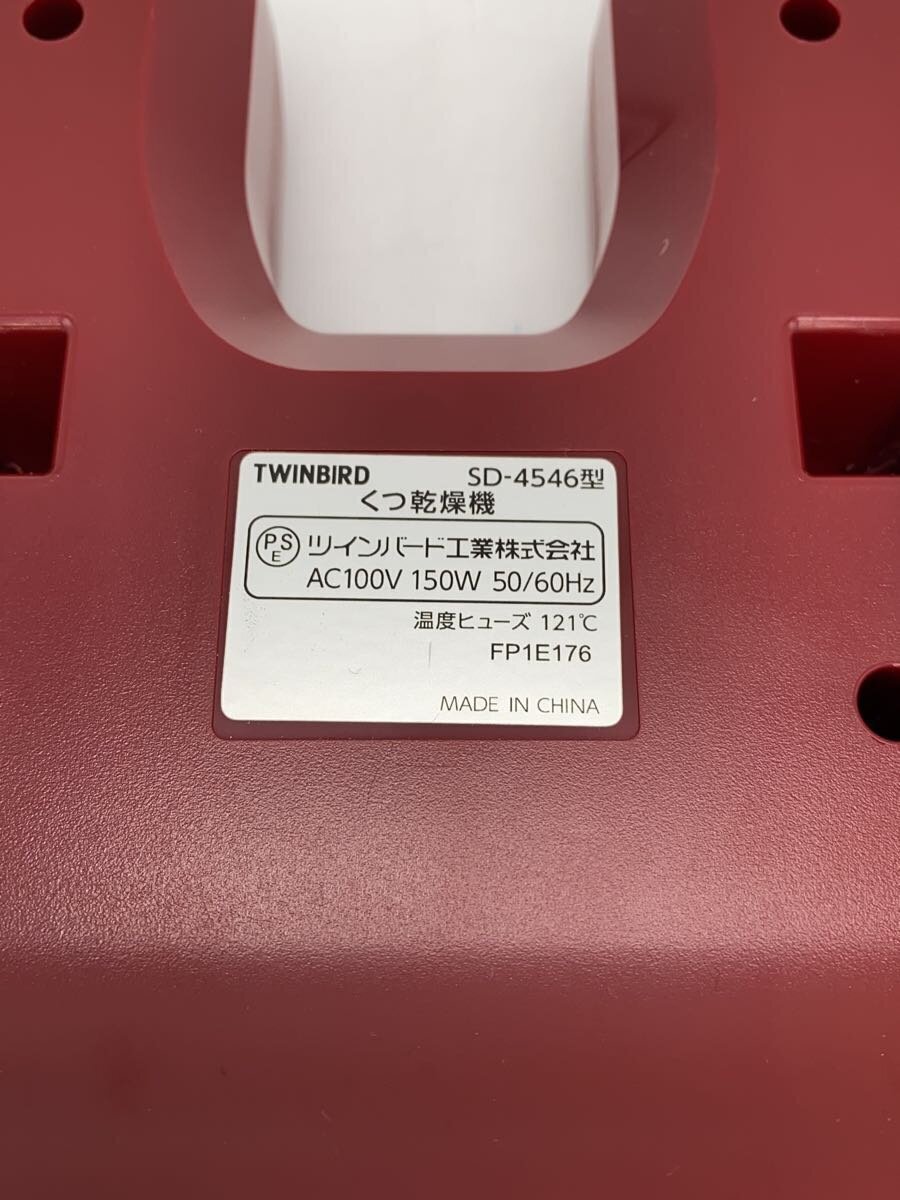 TWINBIRD SD-4546型
くつ乾燥機
PSE ツインバード工業株式会社
AC100V 150W 50/60Hz
温度ヒューズ 121℃
FP1E176
MADE IN CHINA